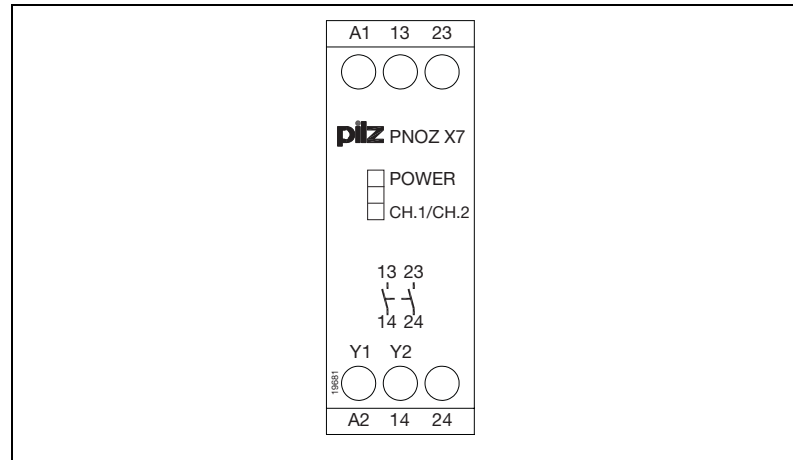 A1 13 23
pilz PNOZ X7
POWER
CH.1/CH.2
13 23
14 24
Y1 Y2
19681
A2 14 24